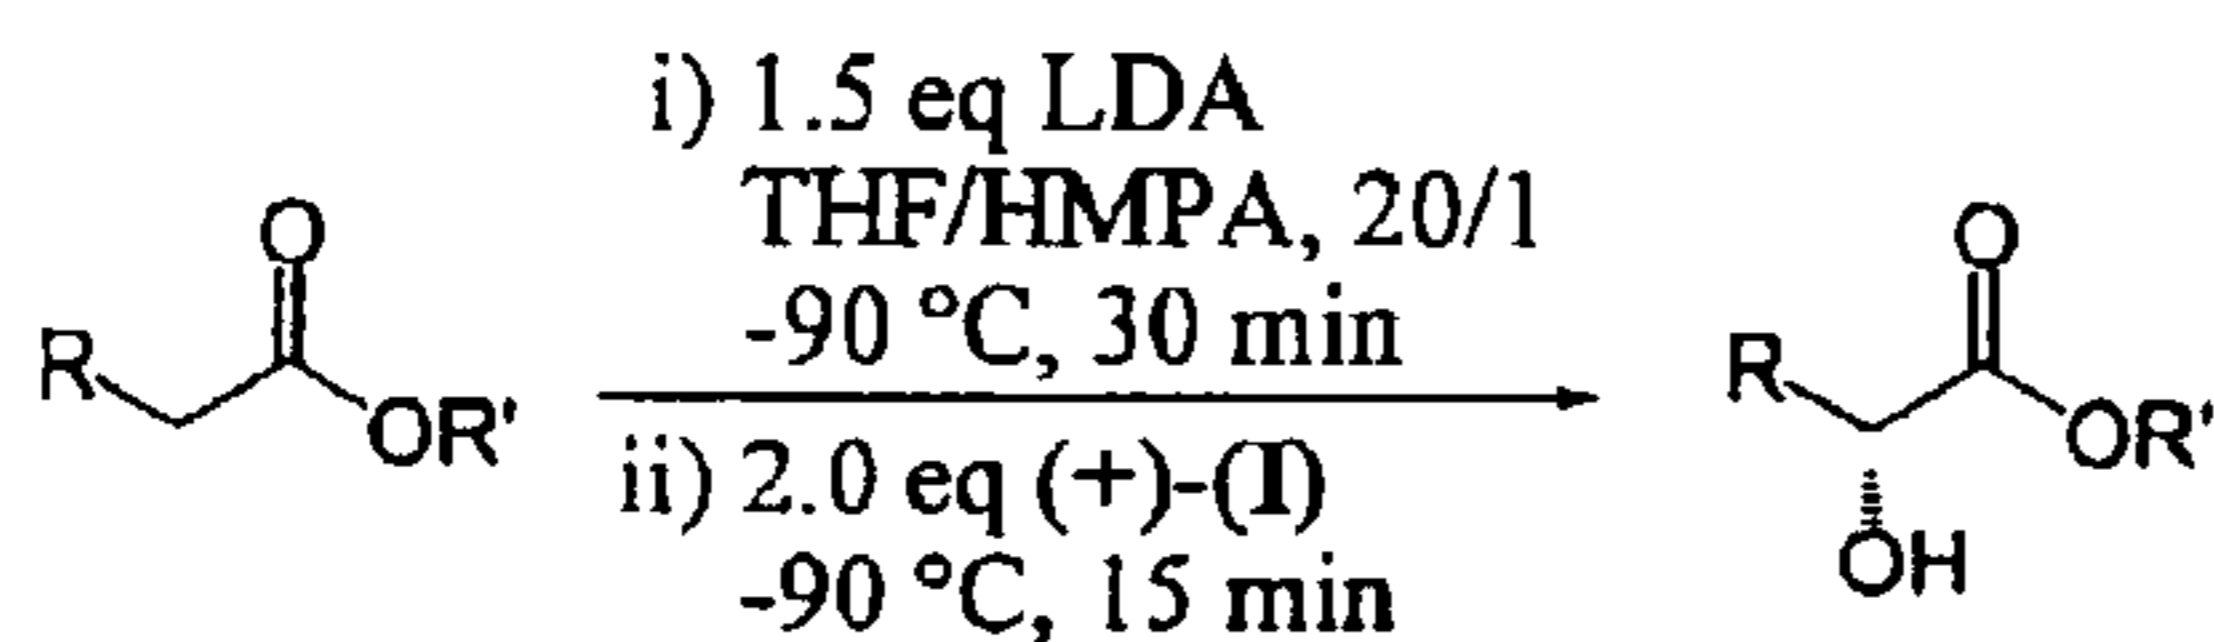 i) 1.5 eq LDA
THF/HMPA, 20/1
-90 °C, 30 min
ii) 2.0 eq (+)-(I)
-90 °C, 15 min
R
O
OR'
R
O
OR'
OH